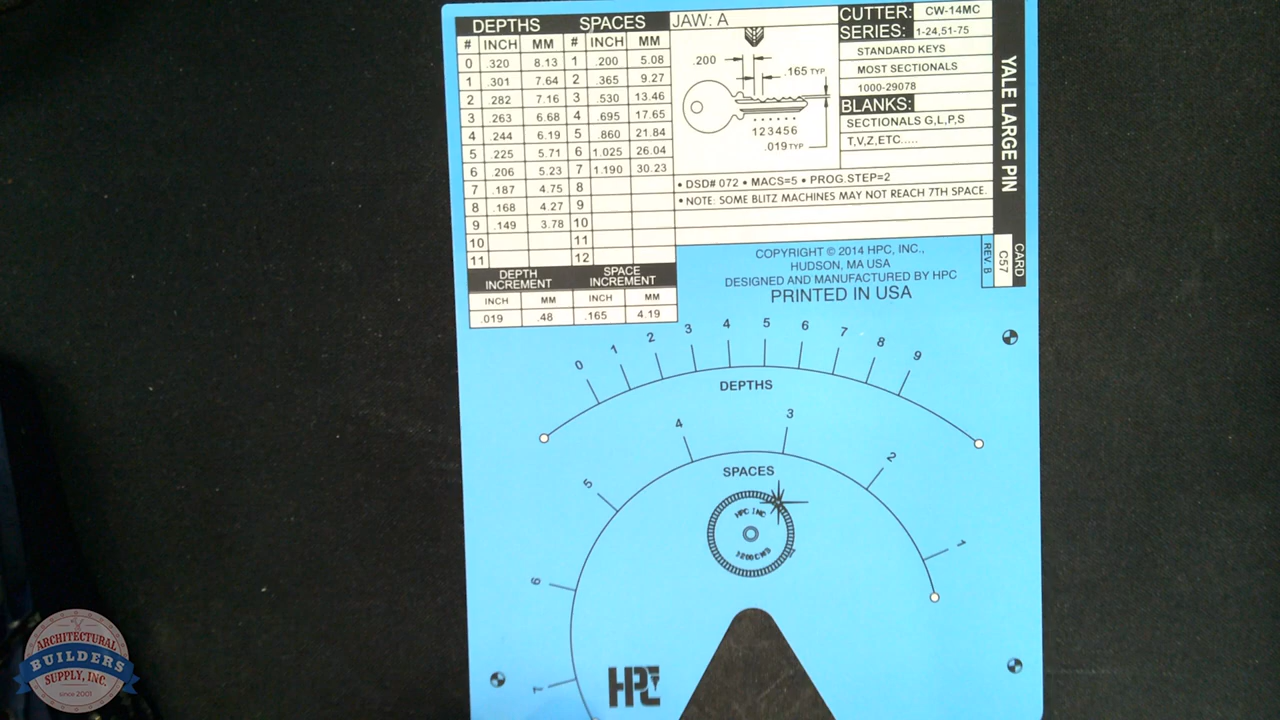 DEPTHS SPACES
# INCH MM # INCH MM
0 .320 8.13 1 .200 5.08
1 .301 7.64 2 .365 9.27
2 .282 7.16 3 .530 13.46
3 .263 6.68 4 .695 17.65
4 .244 6.19 5 .860 21.84
5 .225 5.71 6 1.025 26.04
6 .206 5.23 7 1.190 30.23
7 .187 4.75 8
8 .168 4.27 9
9 .149 3.78 10
10 11
11 12
DEPTH INCREMENT SPACE INCREMENT
INCH MM INCH MM
.019 .48 .165 4.19
JAW: A
.200
.165 TYP
123456
.019 TYP
CUTTER: CW-14MC
SERIES: 1-24,51-75
STANDARD KEYS
MOST SECTIONALS
1000-29078
BLANKS:
SECTIONALS G,L,P,S
T,V,Z,ETC.....
• DSD# 072 • MACS=5 • PROG.STEP=2
• NOTE: SOME BLITZ MACHINES MAY NOT REACH 7TH SPACE.
YALE LARGE PIN
CARD
C57
REV. B
COPYRIGHT © 2014 HPC, INC.,
HUDSON, MA USA
DESIGNED AND MANUFACTURED BY HPC
PRINTED IN USA
0 1 2 3 4 5 6 7 8 9
DEPTHS
7 6 5 4 3 2 1
SPACES
HPC INC
1200CMB
HPC
ARCHITECTURAL
BUILDERS
SUPPLY, INC.
since 2001